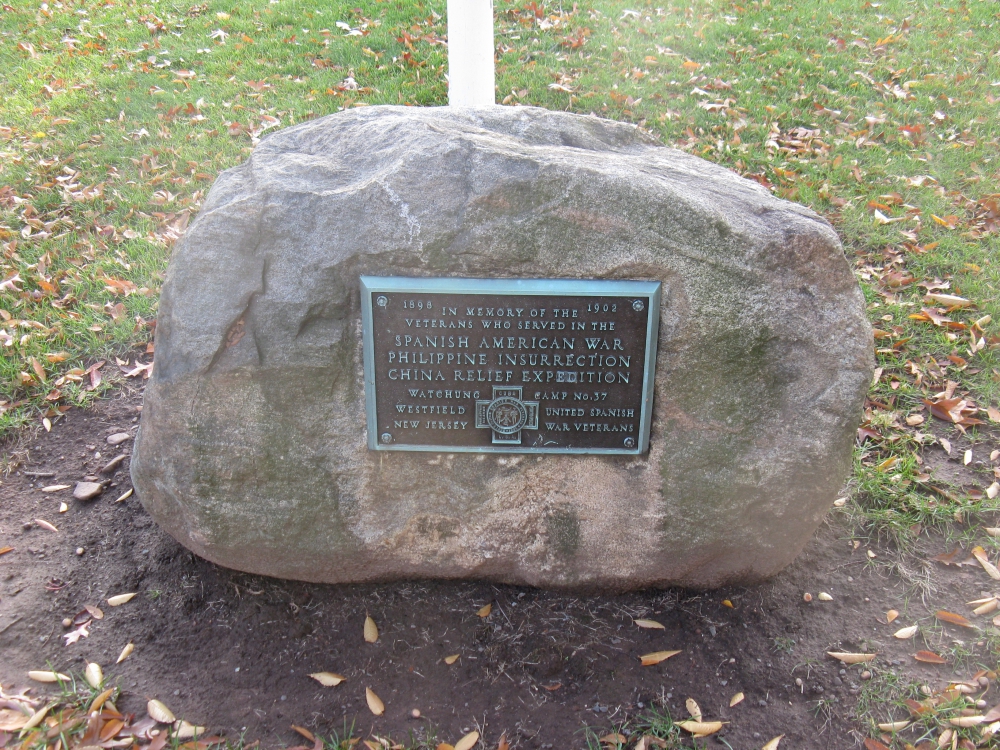 1898 1902
IN MEMORY OF THE
VETERANS WHO SERVED IN THE
SPANISH AMERICAN WAR
PHILIPPINE INSURRECTION
CHINA RELIEF EXPEDITION
WATCHUNG CAMP No. 37
WESTFIELD UNITED SPANISH
NEW JERSEY WAR VETERANS